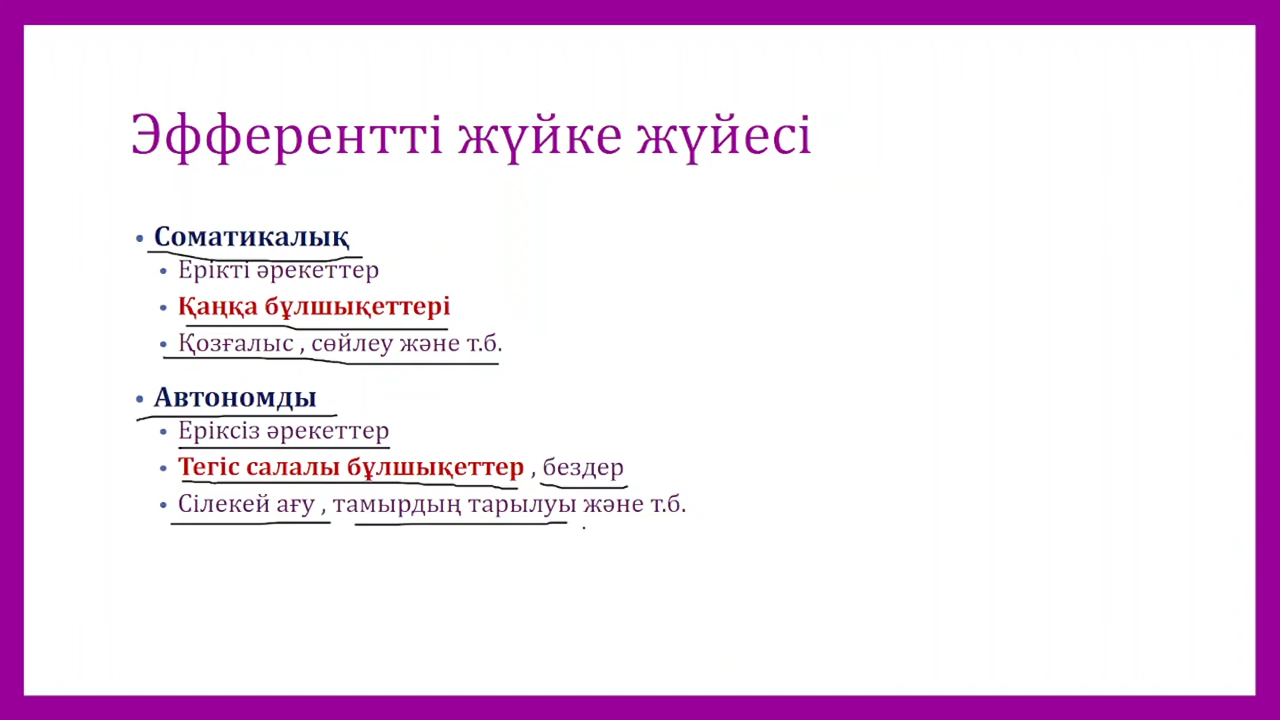 Эфферентті жүйке жүйесі
• Соматикалық
• Ерікті әрекеттер
• Қаңқа бұлшықеттері
• Қозғалыс , сөйлеу және т.б.
• Автономды
• Еріксіз әрекеттер
• Тегіс салалы бұлшықеттер , бездер
• Сілекей ағу , тамырдың тарылуы және т.б.